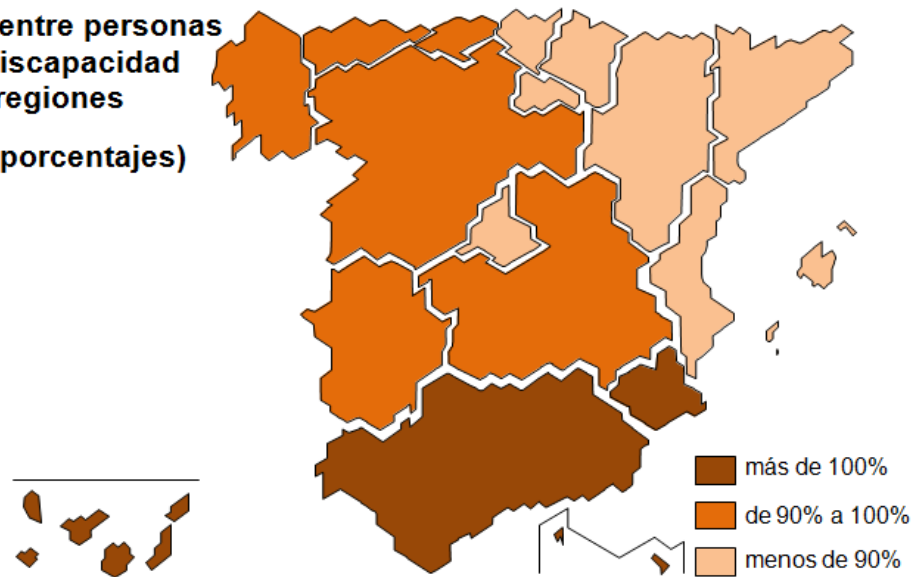 entre personas
iscapacidad
regiones
porcentajes)
más de 100%
de 90% a 100%
menos de 90%